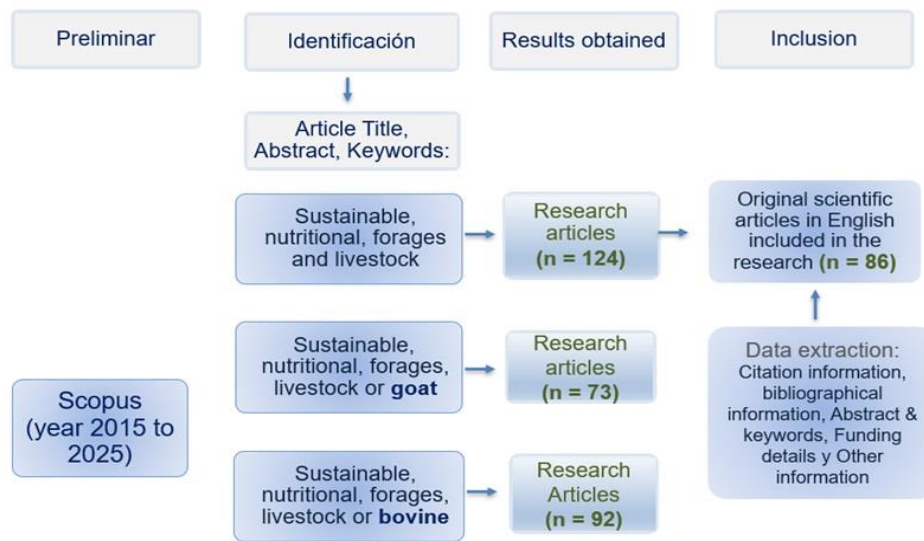 Preliminar
Identificación
Results obtained
Inclusion
Article Title,
Abstract, Keywords:
Sustainable,
nutritional, forages
and livestock
Research
articles
(n = 124)
Original scientific
articles in English
included in the
research (n = 86)
Sustainable,
nutritional, forages,
livestock or goat
Research
articles
(n = 73)
Data extraction:
Citation information,
bibliographical
information, Abstract &
keywords, Funding
details y Other
information
Scopus
(year 2015 to
2025)
Sustainable,
nutritional, forages,
livestock or bovine
Research
Articles
(n = 92)